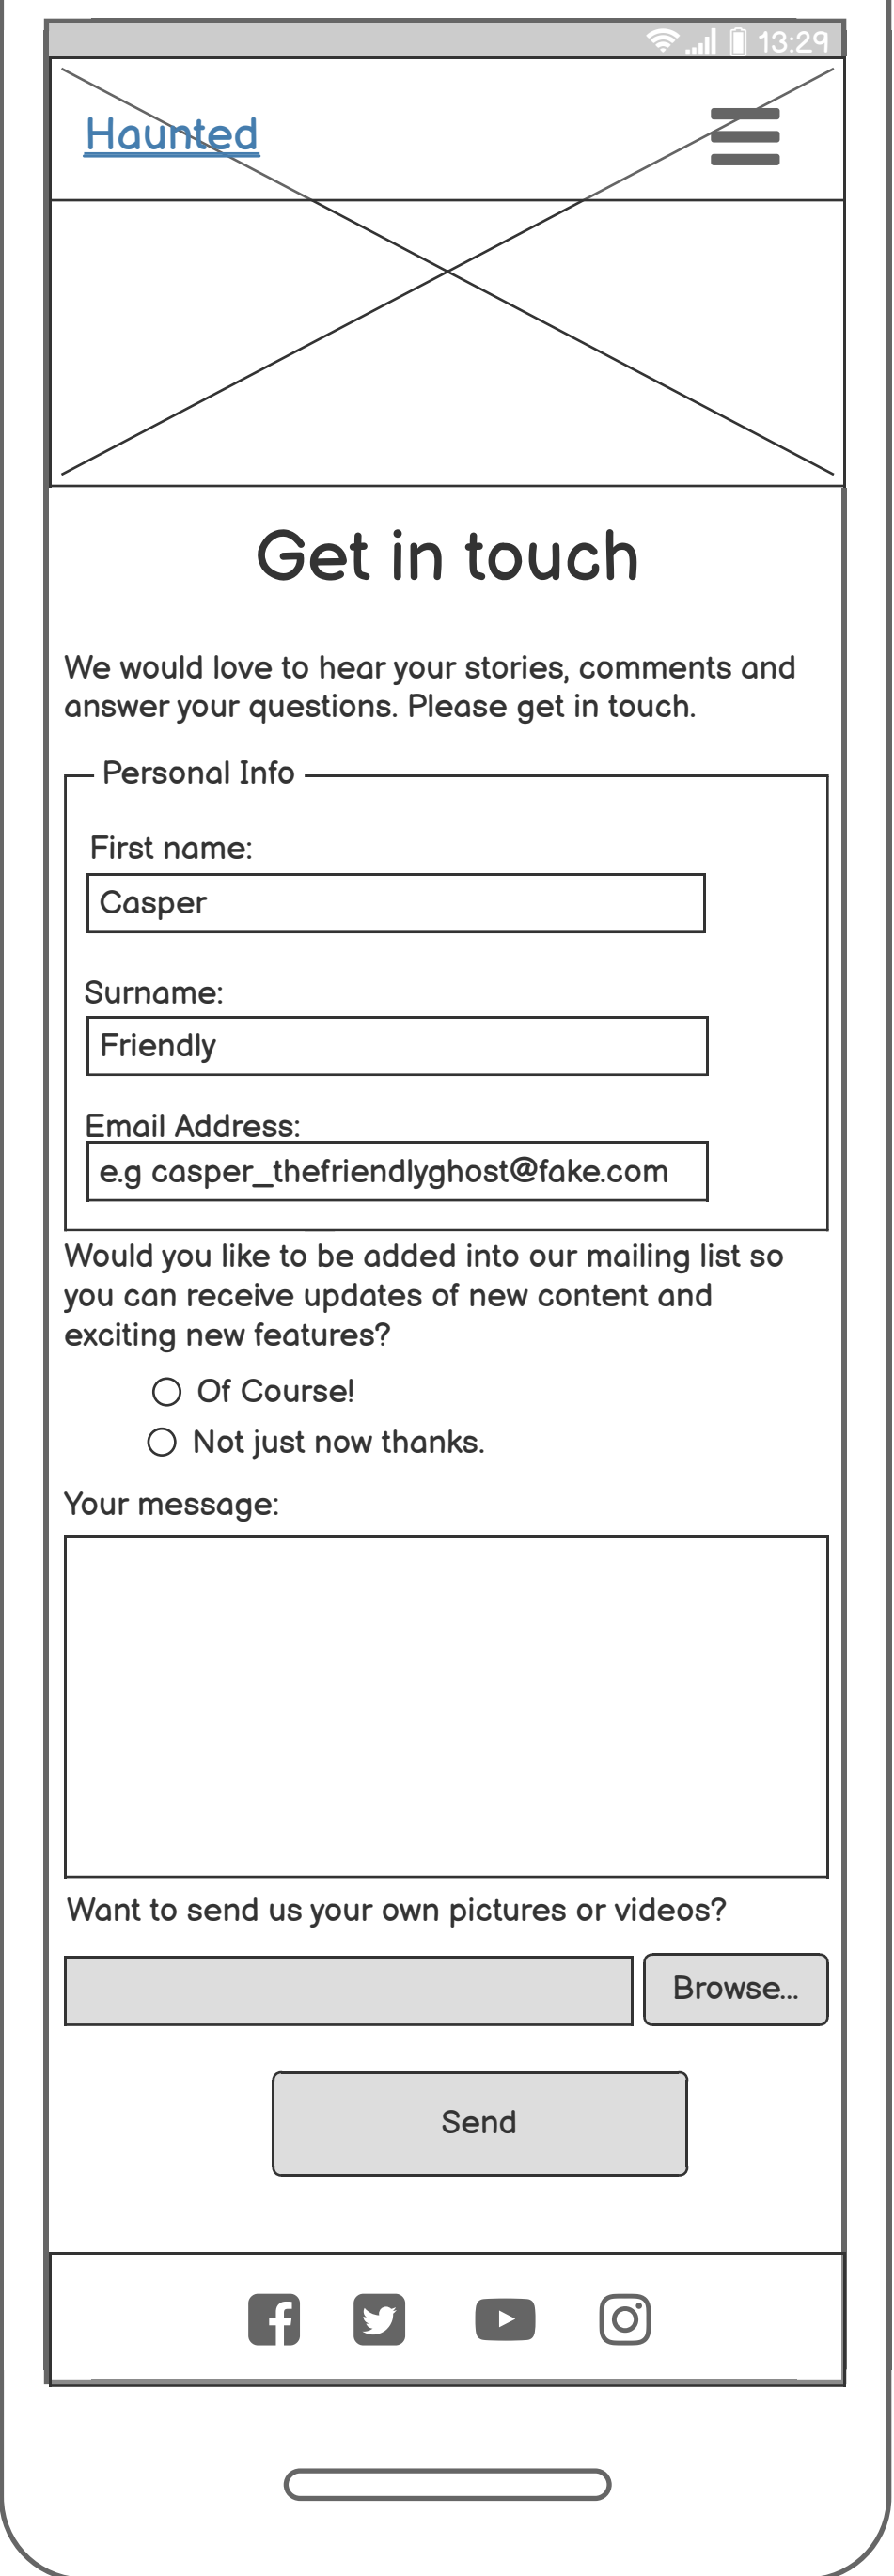 13:29
Haunted
Get in touch
We would love to hear your stories, comments and
answer your questions. Please get in touch.
Personal Info
First name:
Casper
Surname:
Friendly
Email Address:
e.g casper_thefriendlyghost@fake.com
Would you like to be added into our mailing list so
you can receive updates of new content and
exciting new features?
Of Course!
Not just now thanks.
Your message:
Want to send us your own pictures or videos?
Browse...
Send